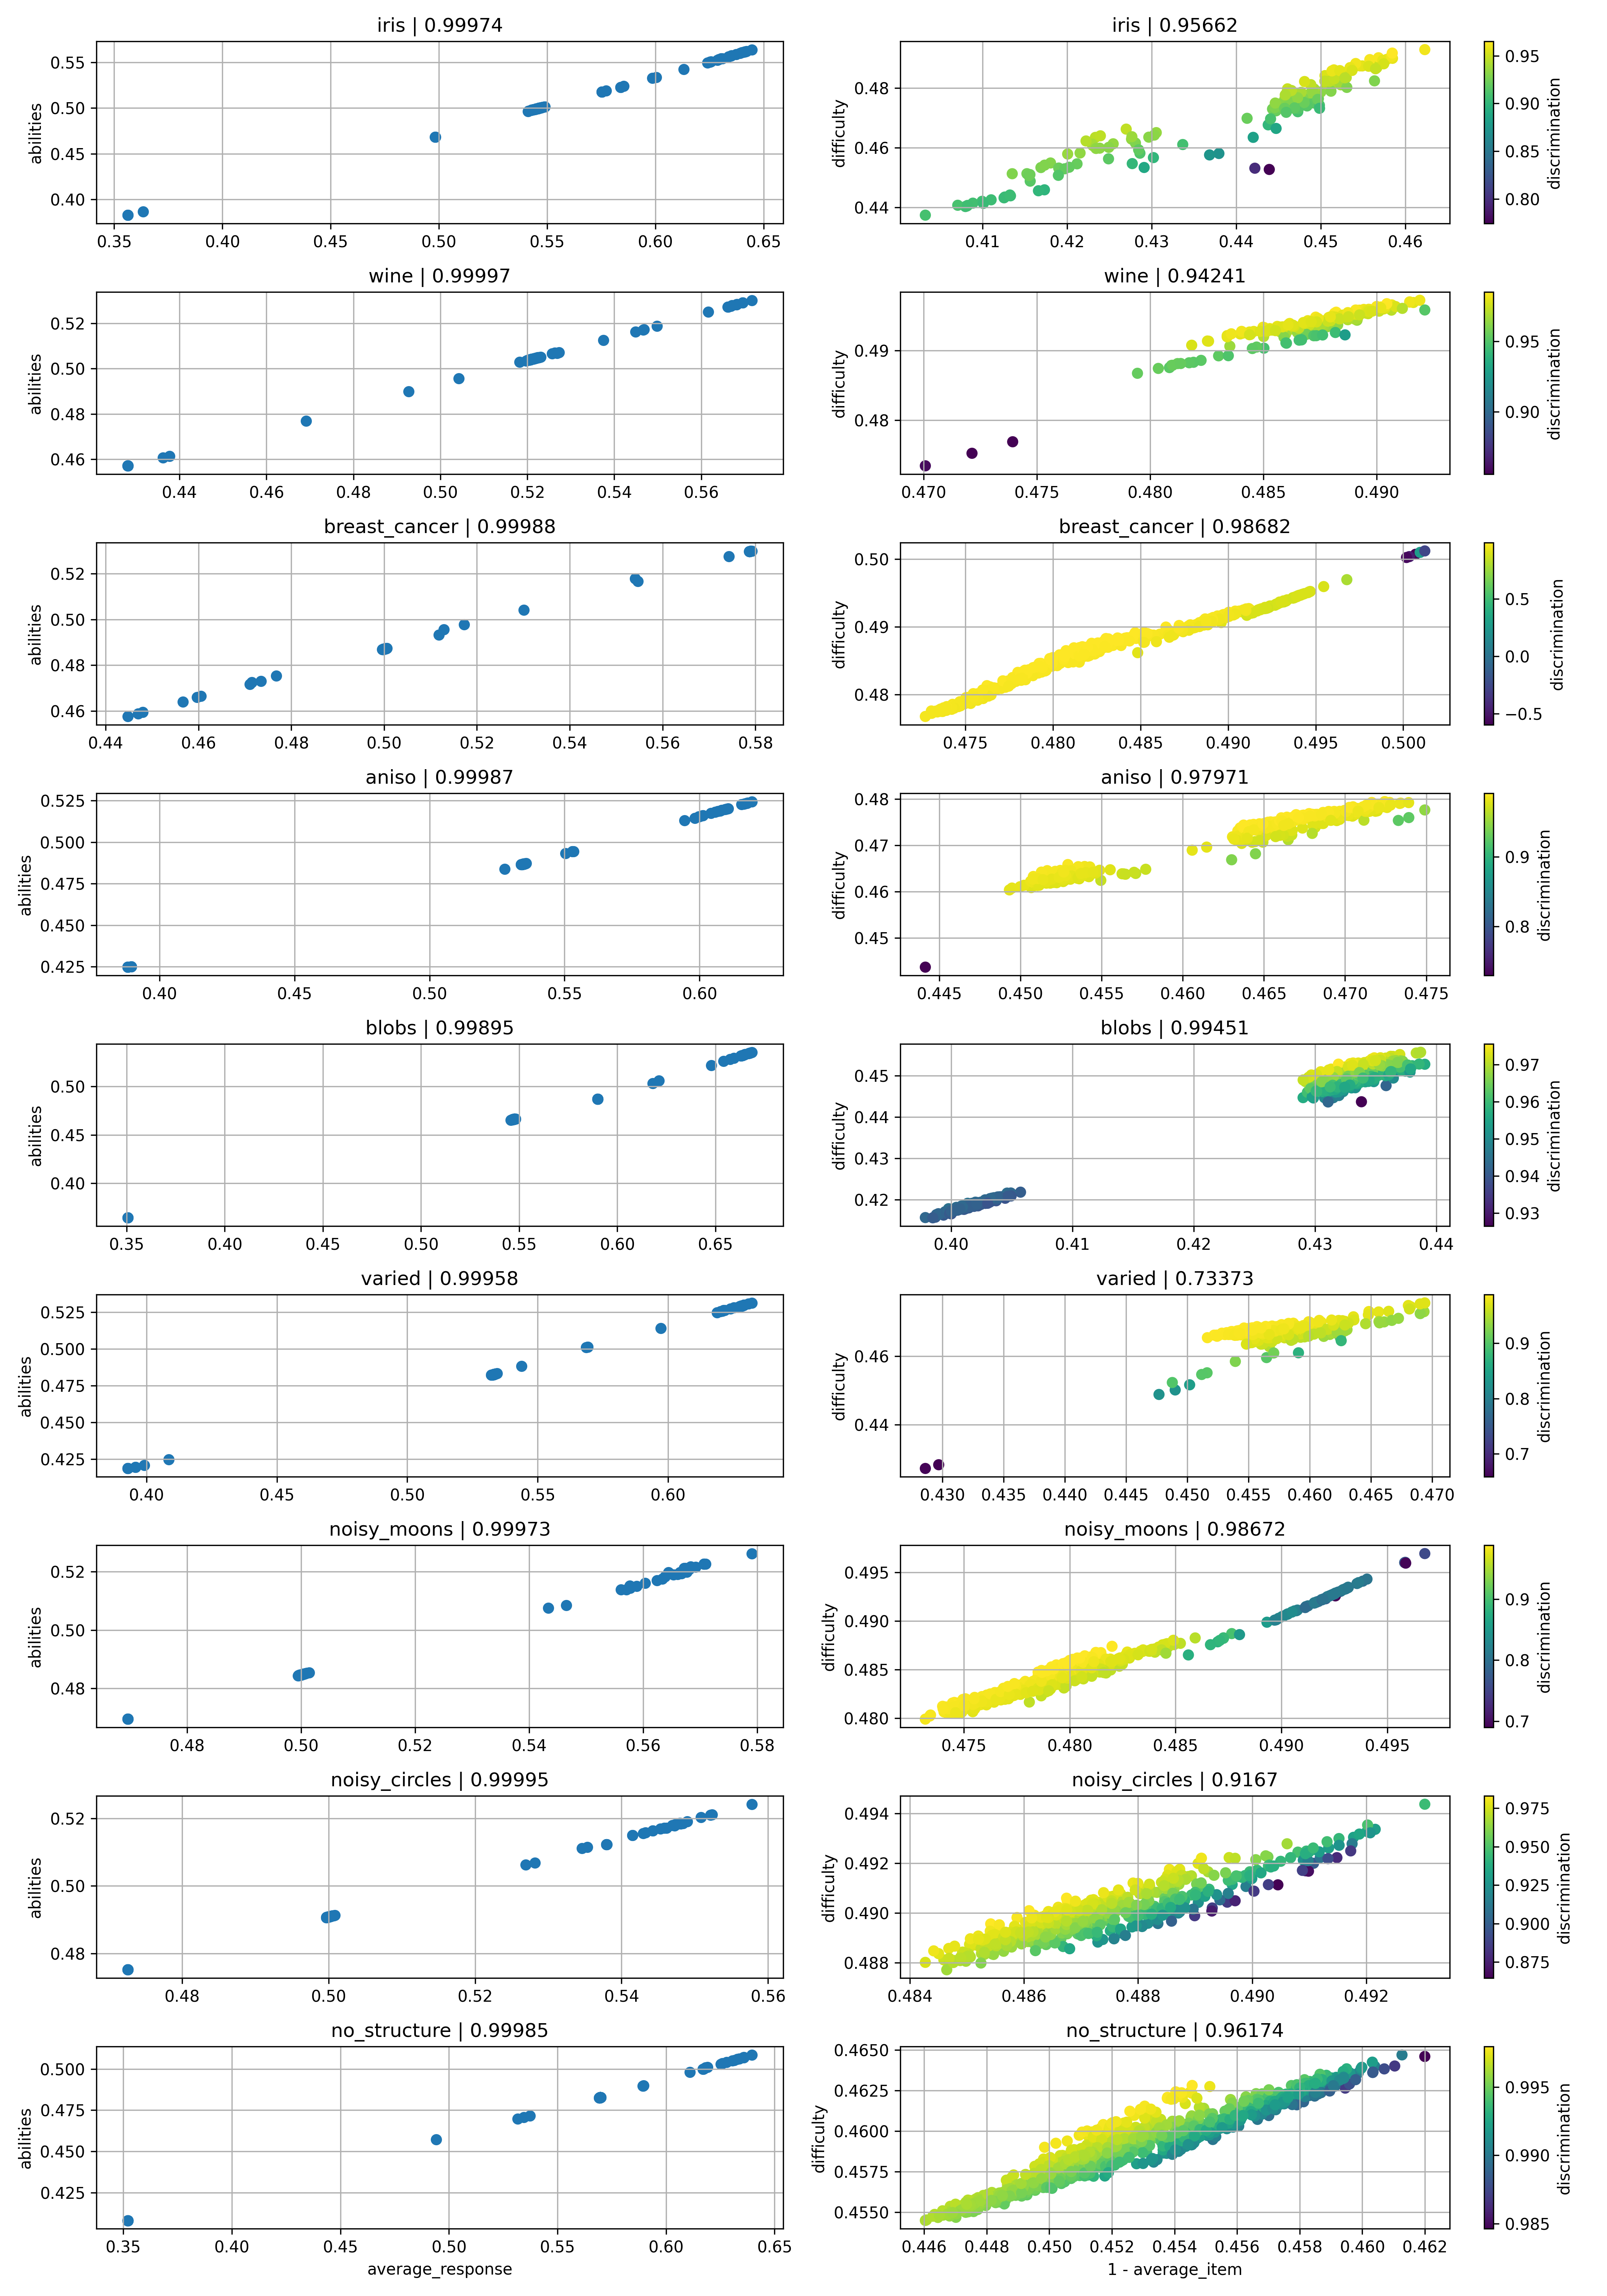 iris | 0.99974
abilities
0.55
0.50
0.45
0.40
0.35 0.40 0.45 0.50 0.55 0.60 0.65
iris | 0.95662
difficulty
0.48
0.46
0.44
0.41 0.42 0.43 0.44 0.45 0.46
0.95
0.90
0.85
0.80
discrimination
wine | 0.99997
abilities
0.52
0.50
0.48
0.46
0.44 0.46 0.48 0.50 0.52 0.54 0.56
wine | 0.94241
difficulty
0.49
0.48
0.470 0.475 0.480 0.485 0.490
0.95
0.90
discrimination
breast_cancer | 0.99988
abilities
0.52
0.50
0.48
0.46
0.44 0.46 0.48 0.50 0.52 0.54 0.56 0.58
breast_cancer | 0.98682
difficulty
0.50
0.49
0.48
0.475 0.480 0.485 0.490 0.495 0.500
0.5
0.0
−0.5
discrimination
aniso | 0.99987
abilities
0.525
0.500
0.475
0.450
0.425
0.40 0.45 0.50 0.55 0.60
aniso | 0.97971
difficulty
0.48
0.47
0.46
0.45
0.445 0.450 0.455 0.460 0.465 0.470 0.475
0.9
0.8
discrimination
blobs | 0.99895
abilities
0.50
0.45
0.40
0.35 0.40 0.45 0.50 0.55 0.60 0.65
blobs | 0.99451
difficulty
0.45
0.44
0.43
0.42
0.40 0.41 0.42 0.43 0.44
0.97
0.96
0.95
0.94
0.93
discrimination
varied | 0.99958
abilities
0.525
0.500
0.475
0.450
0.425
0.40 0.45 0.50 0.55 0.60
varied | 0.73373
difficulty
0.46
0.44
0.430 0.435 0.440 0.445 0.450 0.455 0.460 0.465 0.470
0.9
0.8
0.7
discrimination
noisy_moons | 0.99973
abilities
0.52
0.50
0.48
0.48 0.50 0.52 0.54 0.56 0.58
noisy_moons | 0.98672
difficulty
0.495
0.490
0.485
0.480
0.475 0.480 0.485 0.490 0.495
0.9
0.8
0.7
discrimination
noisy_circles | 0.99995
abilities
0.52
0.50
0.48
0.48 0.50 0.52 0.54 0.56
noisy_circles | 0.9167
difficulty
0.494
0.492
0.490
0.488
0.484 0.486 0.488 0.490 0.492
0.975
0.950
0.925
0.900
0.875
discrimination
no_structure | 0.99985
abilities
0.500
0.475
0.450
0.425
0.35 0.40 0.45 0.50 0.55 0.60 0.65
average_response
no_structure | 0.96174
difficulty
0.4650
0.4625
0.4600
0.4575
0.4550
0.446 0.448 0.450 0.452 0.454 0.456 0.458 0.460 0.462
1 - average_item
0.995
0.990
0.985
discrimination